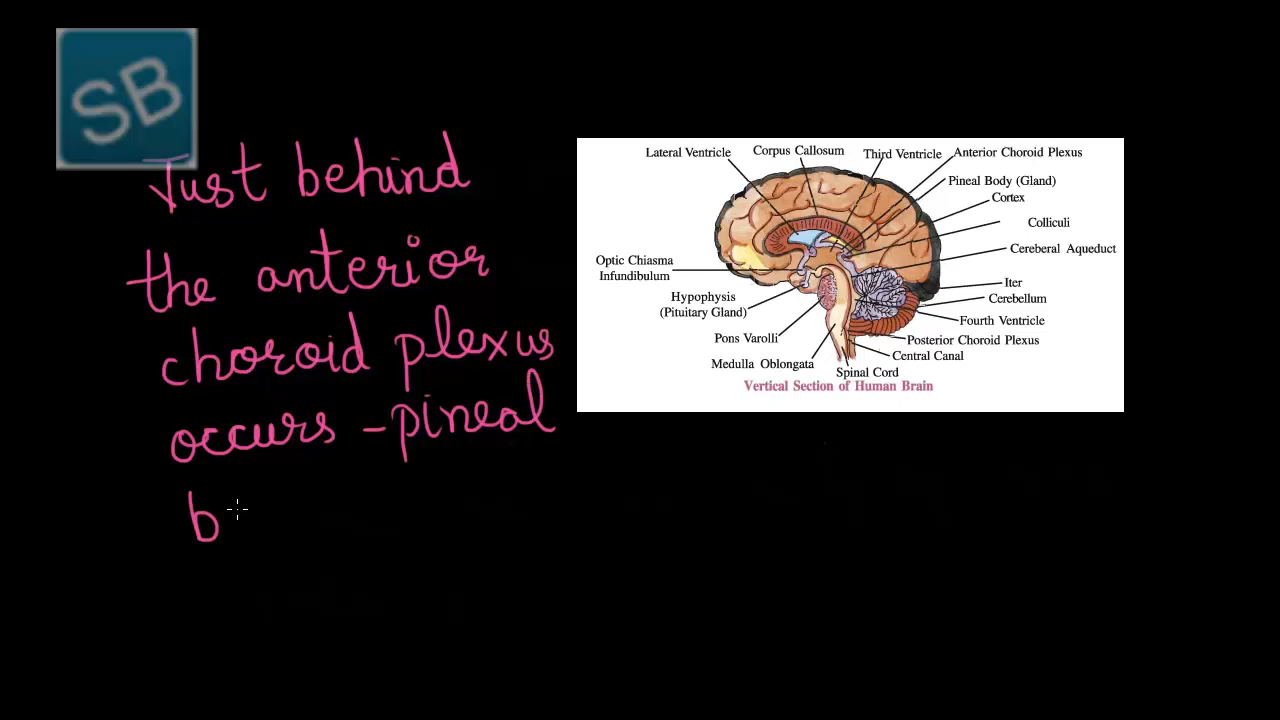 SB
Just behind
the anterior
choroid plexus
occurs - pineal
b
Lateral Ventricle
Corpus Callosum
Third Ventricle
Anterior Choroid Plexus
Pineal Body (Gland)
Cortex
Colliculi
Cereberal Aqueduct
Optic Chiasma
Infundibulum
Iter
Hypophysis
(Pituitary Gland)
Cerebellum
Fourth Ventricle
Pons Varolli
Posterior Choroid Plexus
Central Canal
Medulla Oblongata
Spinal Cord
Vertical Section of Human Brain